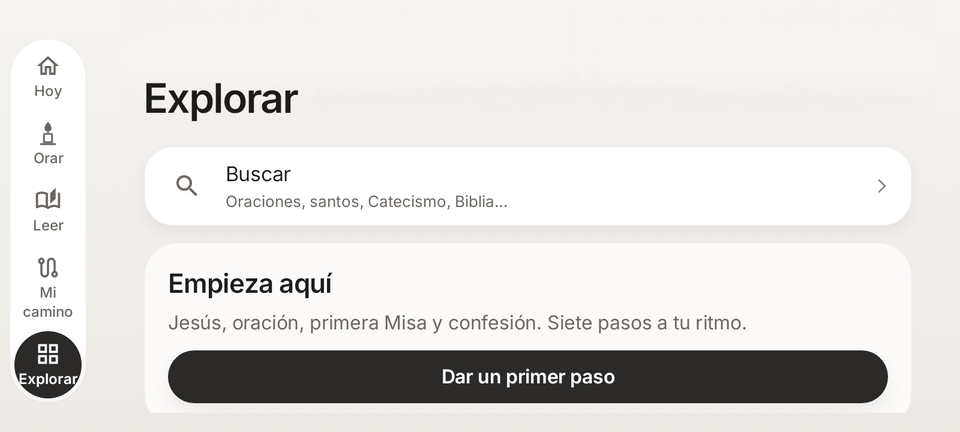 Hoy
Orar
Leer
Mi
camino
Explorar
Explorar
Buscar
Oraciones, santos, Catecismo, Biblia...
Empieza aquí
Jesús, oración, primera Misa y confesión. Siete pasos a tu ritmo.
Dar un primer paso